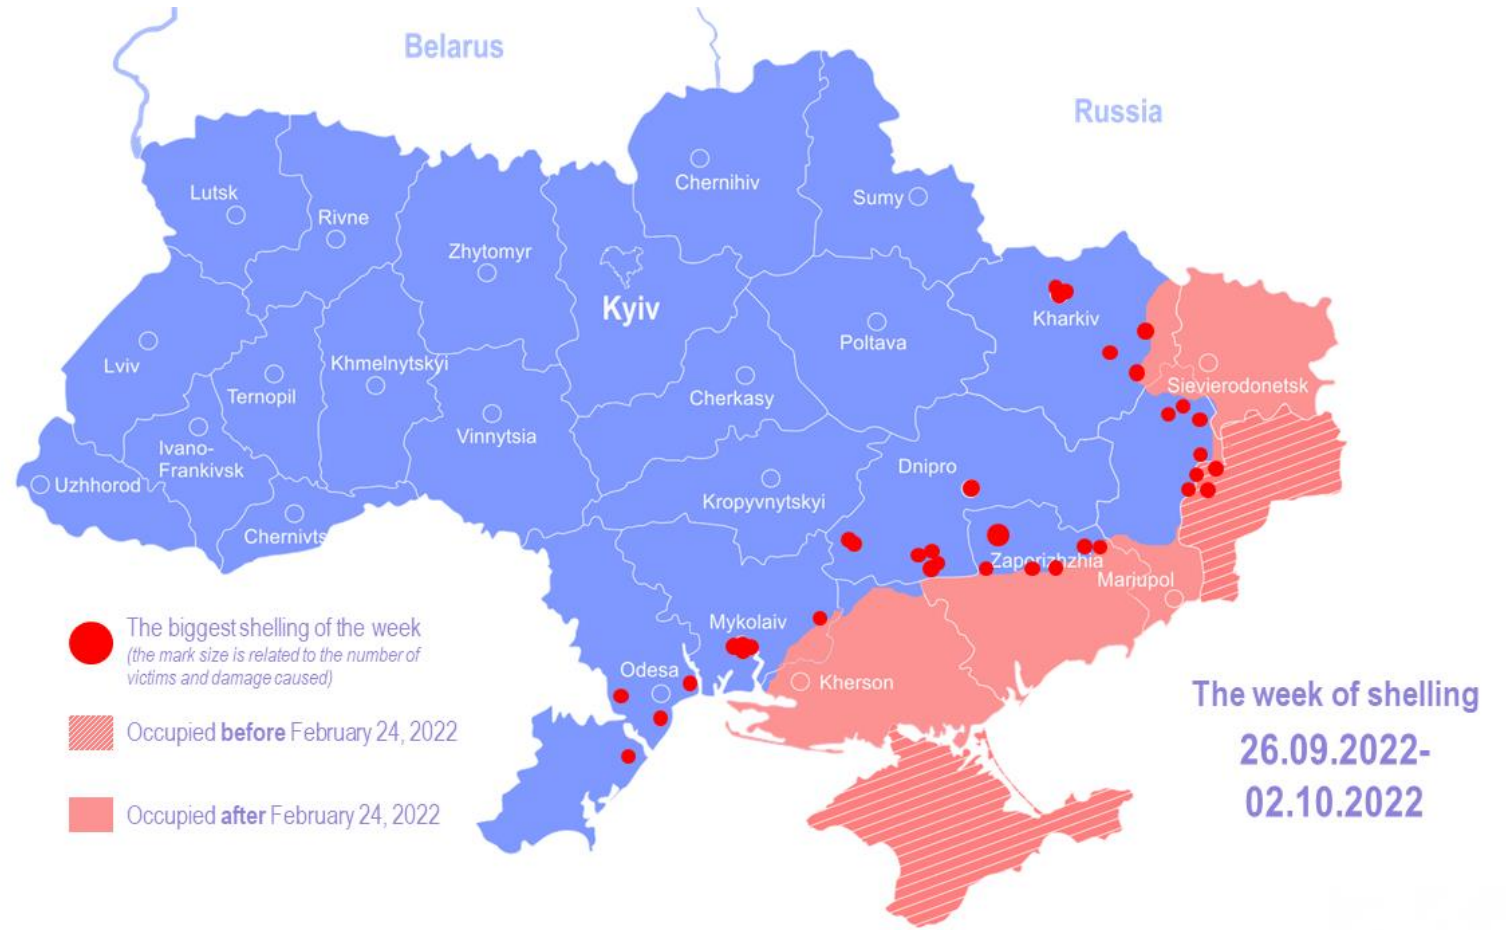 Belarus
Russia
Chernihiv
Lutsk
Sumy
Rivne
Zhytomyr
Kyiv
Kharkiv
Poltava
Lviv
Khmelnytskyi
Sievierodonetsk
Ternopil
Cherkasy
Vinnytsia
Ivano-
Frankivsk
Dnipro
Uzhhorod
Kropyvnytskyi
Chernivts
Zaporizhzhia
Mariupol
Mykolaiv
Odesa
Kherson
The biggest shelling of the week
(the mark size is related to the number of
victims and damage caused)
Occupied before February 24, 2022
Occupied after February 24, 2022
The week of shelling
26.09.2022-
02.10.2022